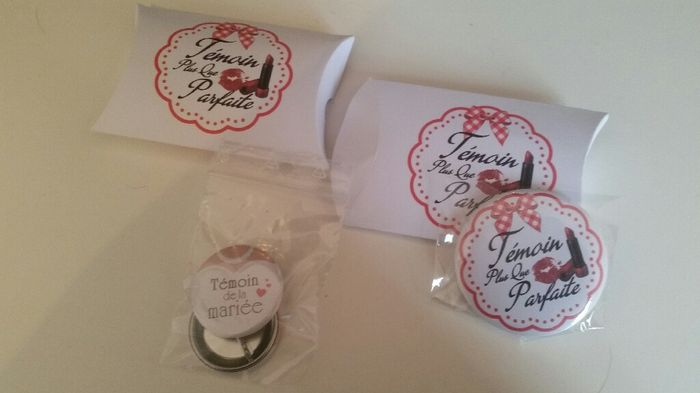 Témoin
Plus Que
Parfaite
Témoin
Plus Que
Parfaite
Témoin
Plus Que
Parfaite
Témoin
de la
mariée